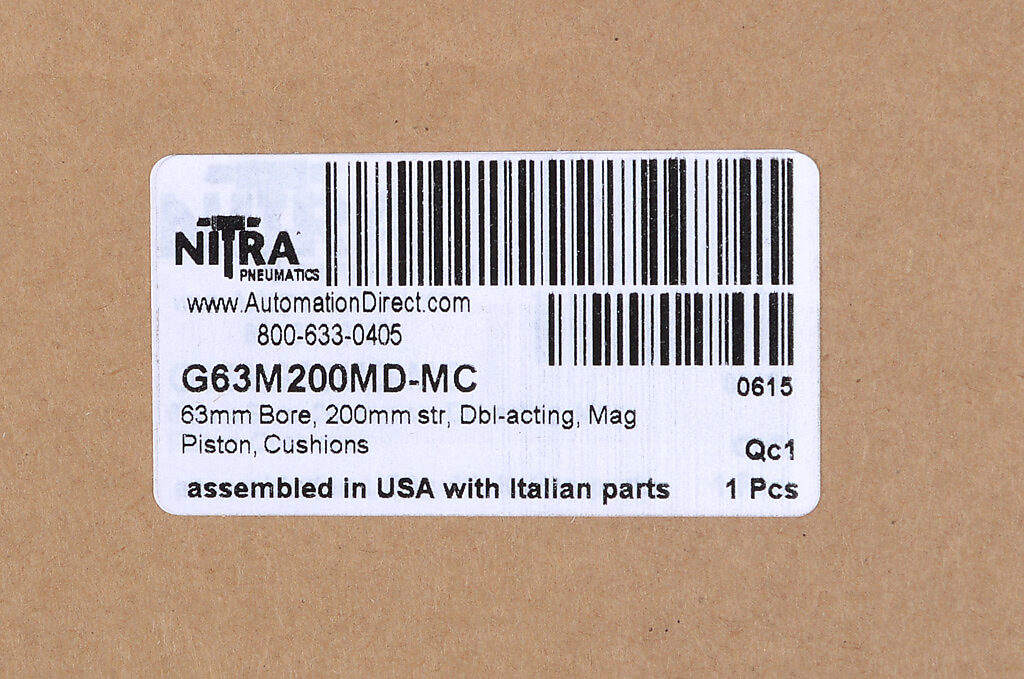 NITRA
PNEUMATICS
www.AutomationDirect.com
800-633-0405
G63M200MD-MC
0615
63mm Bore, 200mm str, Dbl-acting, Mag
Piston, Cushions
Qc1
assembled in USA with Italian parts
1 Pcs